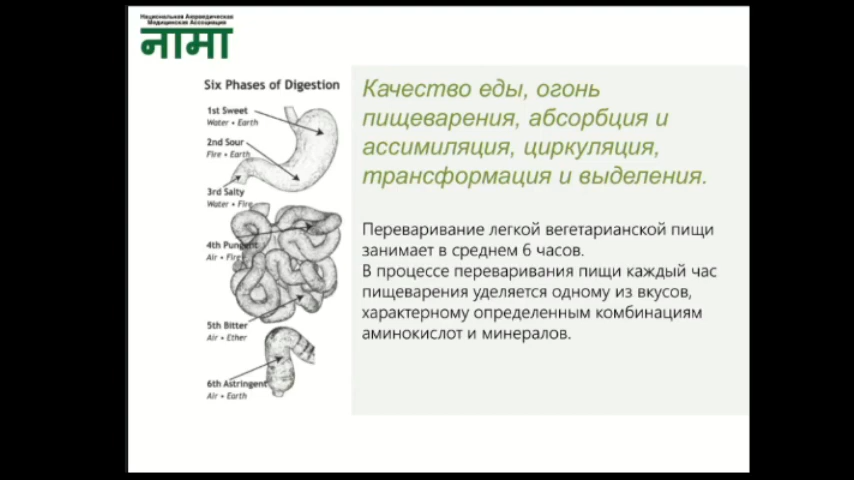 Национальная Аюрведическая
Медицинская Ассоциация
नामा
Six Phases of Digestion
1st Sweet
Water • Earth
2nd Sour
Fire • Earth
3rd Salty
Water • Fire
4th Pungent
Air • Fire
5th Bitter
Air • Ether
6th Astringent
Air • Earth
Качество еды, огонь
пищеварения, абсорбция и
ассимиляция, циркуляция,
трансформация и выделения.
Переваривание легкой вегетарианской пищи
занимает в среднем 6 часов.
В процессе переваривания пищи каждый час
пищеварения уделяется одному из вкусов,
характерному определенным комбинациям
аминокислот и минералов.